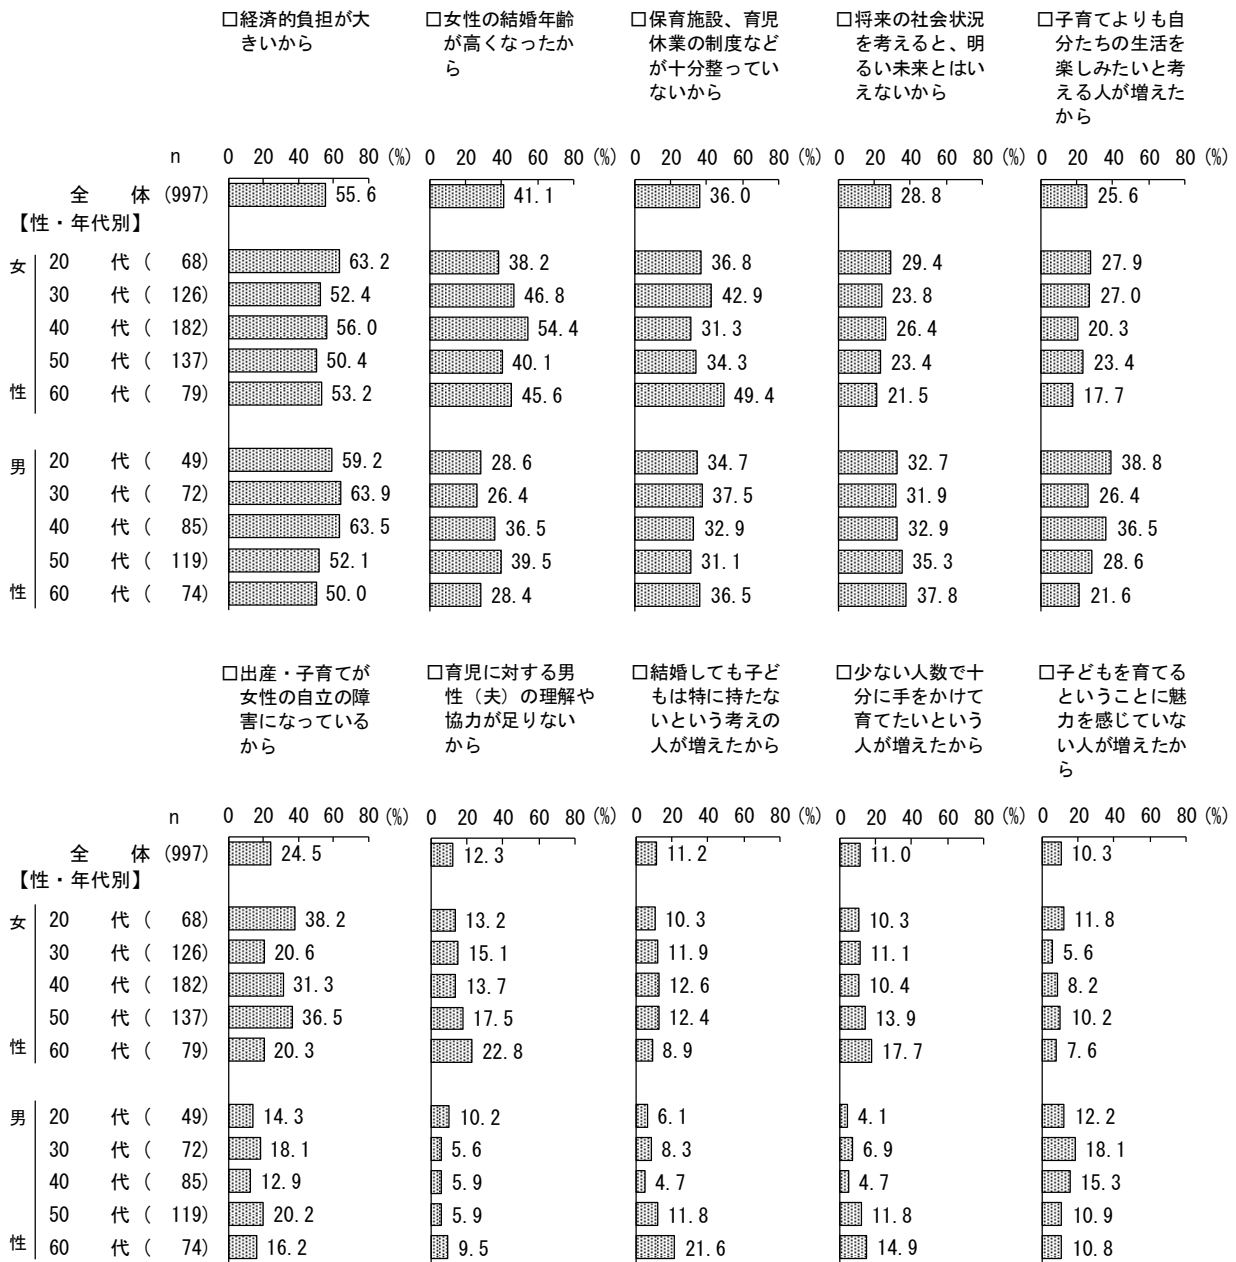 □経済的負担が大 □女性の結婚年齢 □保育施設、育児 □将来の社会状況 □子育てよりも自
きいから が高くなったか 休業の制度など を考えると、明 分たちの生活を
ら が十分整ってい るい未来とはい 楽しみたいと考
ないから えないから える人が増えた
から
n 0 20 40 60 80 (%) 0 20 40 60 80 (%) 0 20 40 60 80 (%) 0 20 40 60 80 (%) 0 20 40 60 80 (%)
全 体 (997) 55.6 41.1 36.0 28.8 25.6
【性・年代別】
女 20 代 ( 68) 63.2 38.2 36.8 29.4 27.9
30 代 ( 126) 52.4 46.8 42.9 23.8 27.0
40 代 ( 182) 56.0 54.4 31.3 26.4 20.3
50 代 ( 137) 50.4 40.1 34.3 23.4 23.4
性 60 代 ( 79) 53.2 45.6 49.4 21.5 17.7
男 20 代 ( 49) 59.2 28.6 34.7 32.7 38.8
30 代 ( 72) 63.9 26.4 37.5 31.9 26.4
40 代 ( 85) 63.5 36.5 32.9 32.9 36.5
50 代 ( 119) 52.1 39.5 31.1 35.3 28.6
性 60 代 ( 74) 50.0 28.4 36.5 37.8 21.6
□出産・子育てが □育児に対する男 □結婚しても子ど □少ない人数で十 □子どもを育てる
女性の自立の障 性（夫）の理解や もは特に持たな 分に手をかけて ということに魅
害になっている 協力が足りない いという考えの 育てたいという 力を感じていな
から から 人が増えたから 人が増えたから い人が増えたか
ら
n 0 20 40 60 80 (%) 0 20 40 60 80 (%) 0 20 40 60 80 (%) 0 20 40 60 80 (%) 0 20 40 60 80 (%)
全 体 (997) 24.5 12.3 11.2 11.0 10.3
【性・年代別】
女 20 代 ( 68) 38.2 13.2 10.3 10.3 11.8
30 代 ( 126) 20.6 15.1 11.9 11.1 5.6
40 代 ( 182) 31.3 13.7 12.6 10.4 8.2
50 代 ( 137) 36.5 17.5 12.4 13.9 10.2
性 60 代 ( 79) 20.3 22.8 8.9 17.7 7.6
男 20 代 ( 49) 14.3 10.2 6.1 4.1 12.2
30 代 ( 72) 18.1 5.6 8.3 6.9 18.1
40 代 ( 85) 12.9 5.9 4.7 4.7 15.3
50 代 ( 119) 20.2 5.9 11.8 11.8 10.9
性 60 代 ( 74) 16.2 9.5 21.6 14.9 10.8